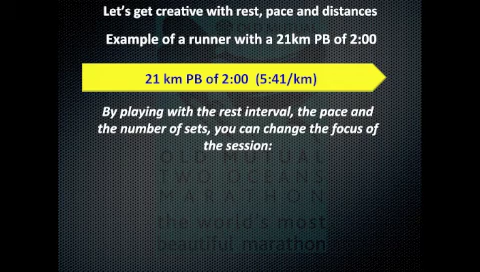 Let's get creative with rest, pace and distances
Example of a runner with a 21km PB of 2:00
21 km PB of 2:00 (5:41/km)
By playing with the rest interval, the pace and
the number of sets, you can change the focus of
the session:
OLD MUTUAL
TWO OCEANS
MARATHON
the world's most
beautiful marathon